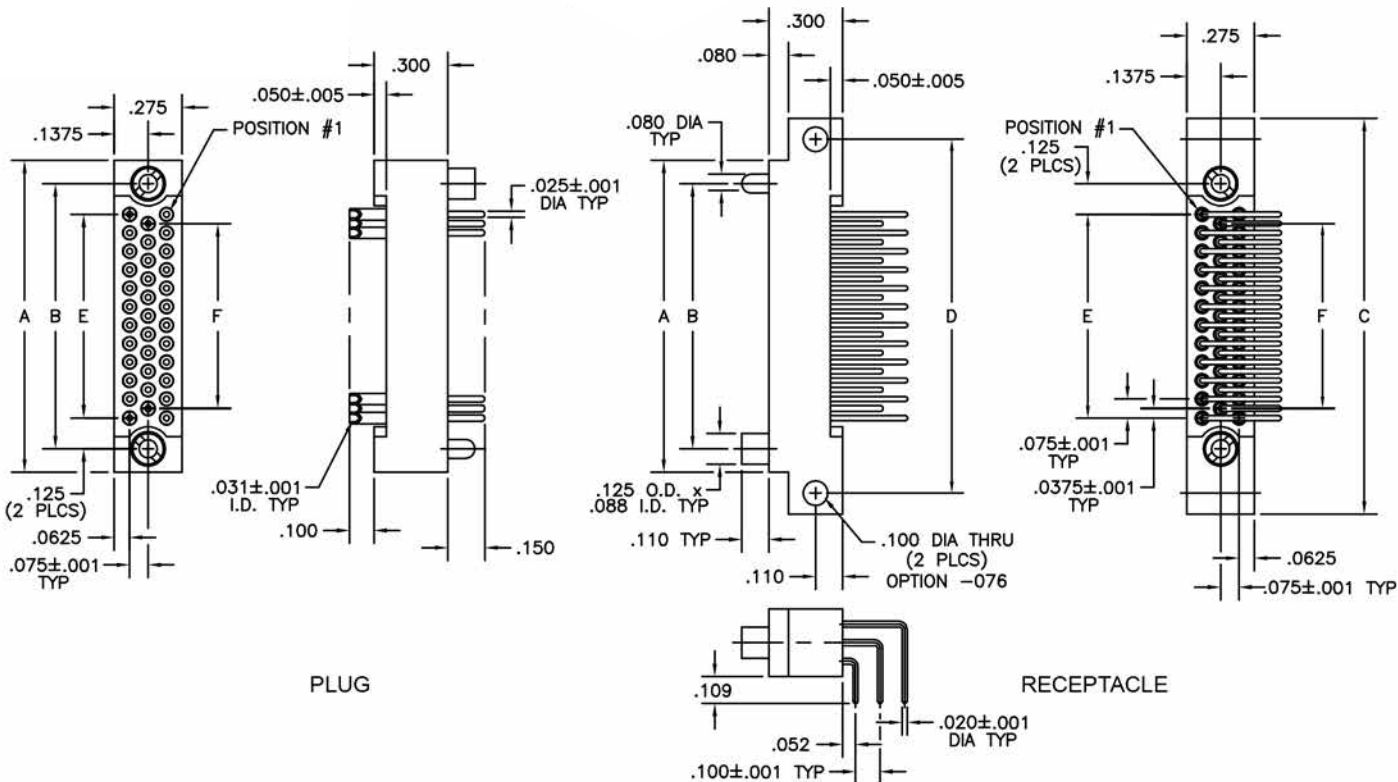 .300
.080
.050±.005
.080 DIA
TYP
.300
.050±.005
.025±.001
DIA TYP
.275
.1375
POSITION #1
A
B
E
F
.125
(2 PLCS)
.0625
.075±.001
TYP
.031±.001
I.D. TYP
.100
.150
A
B
D
.125 O.D. x
.088 I.D. TYP
.110 TYP
.110
.100 DIA THRU
(2 PLCS)
OPTION -076
.275
.1375
POSITION #1
.125
(2 PLCS)
E
F
C
.075±.001
TYP
.0375±.001
TYP
.0625
.075±.001 TYP
PLUG
.109
.052
.100±.001 TYP
.020±.001
DIA TYP
RECEPTACLE